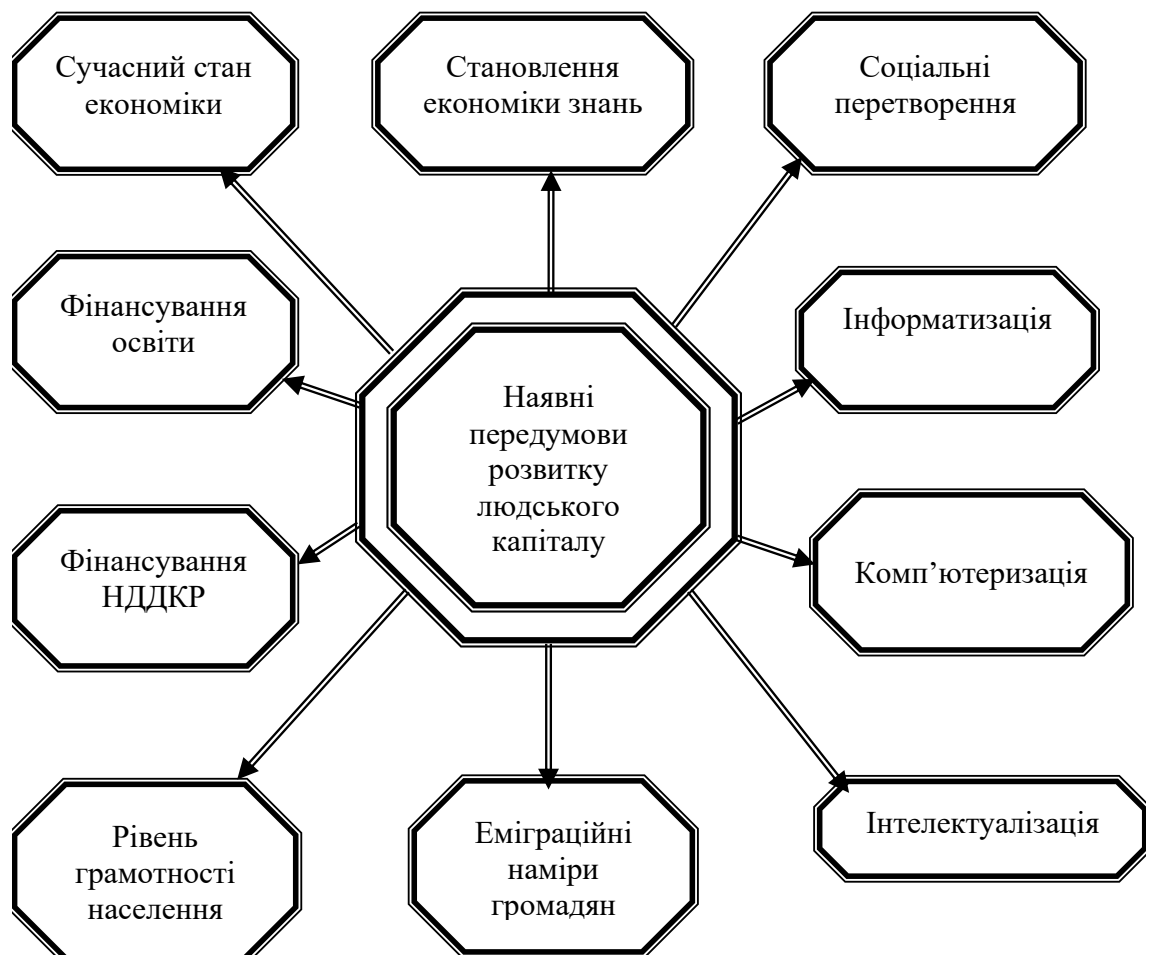 Сучасний стан
економіки
Становлення
економіки знань
Соціальні
перетворення
Фінансування
освіти
Інформатизація
Наявні
передумови
розвитку
людського
капіталу
Фінансування
НДДКР
Комп’ютеризація
Рівень
грамотності
населення
Еміграційні
наміри
громадян
Інтелектуалізація